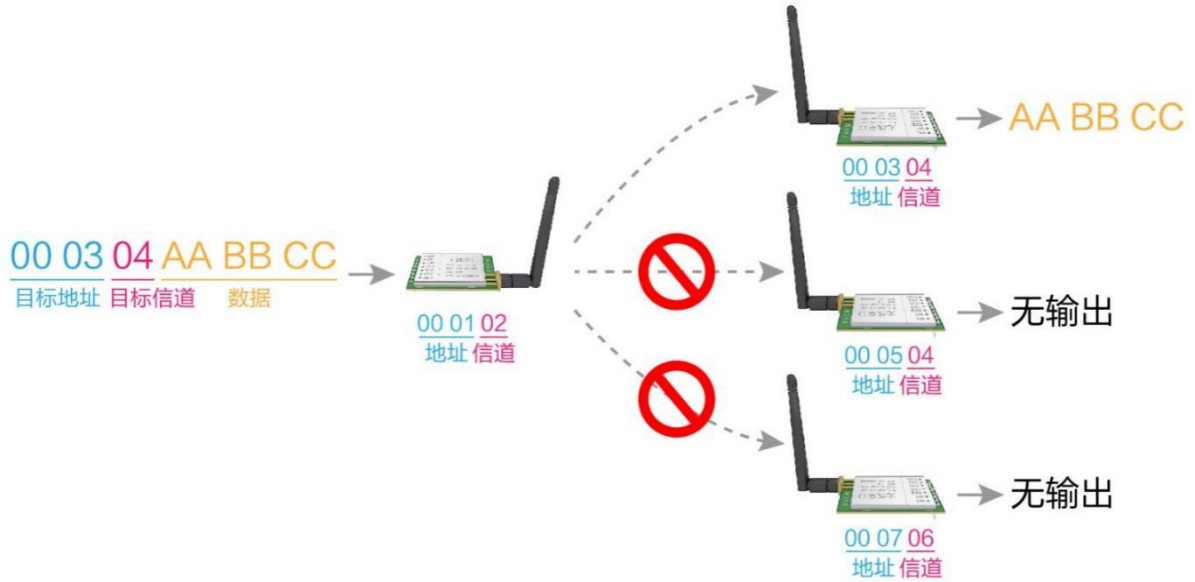 AA BB CC
00 03 04
地址 信道
00 03 04 AA BB CC
目标地址 目标信道 数据
00 01 02
地址 信道
无输出
00 05 04
地址 信道
无输出
00 07 06
地址 信道